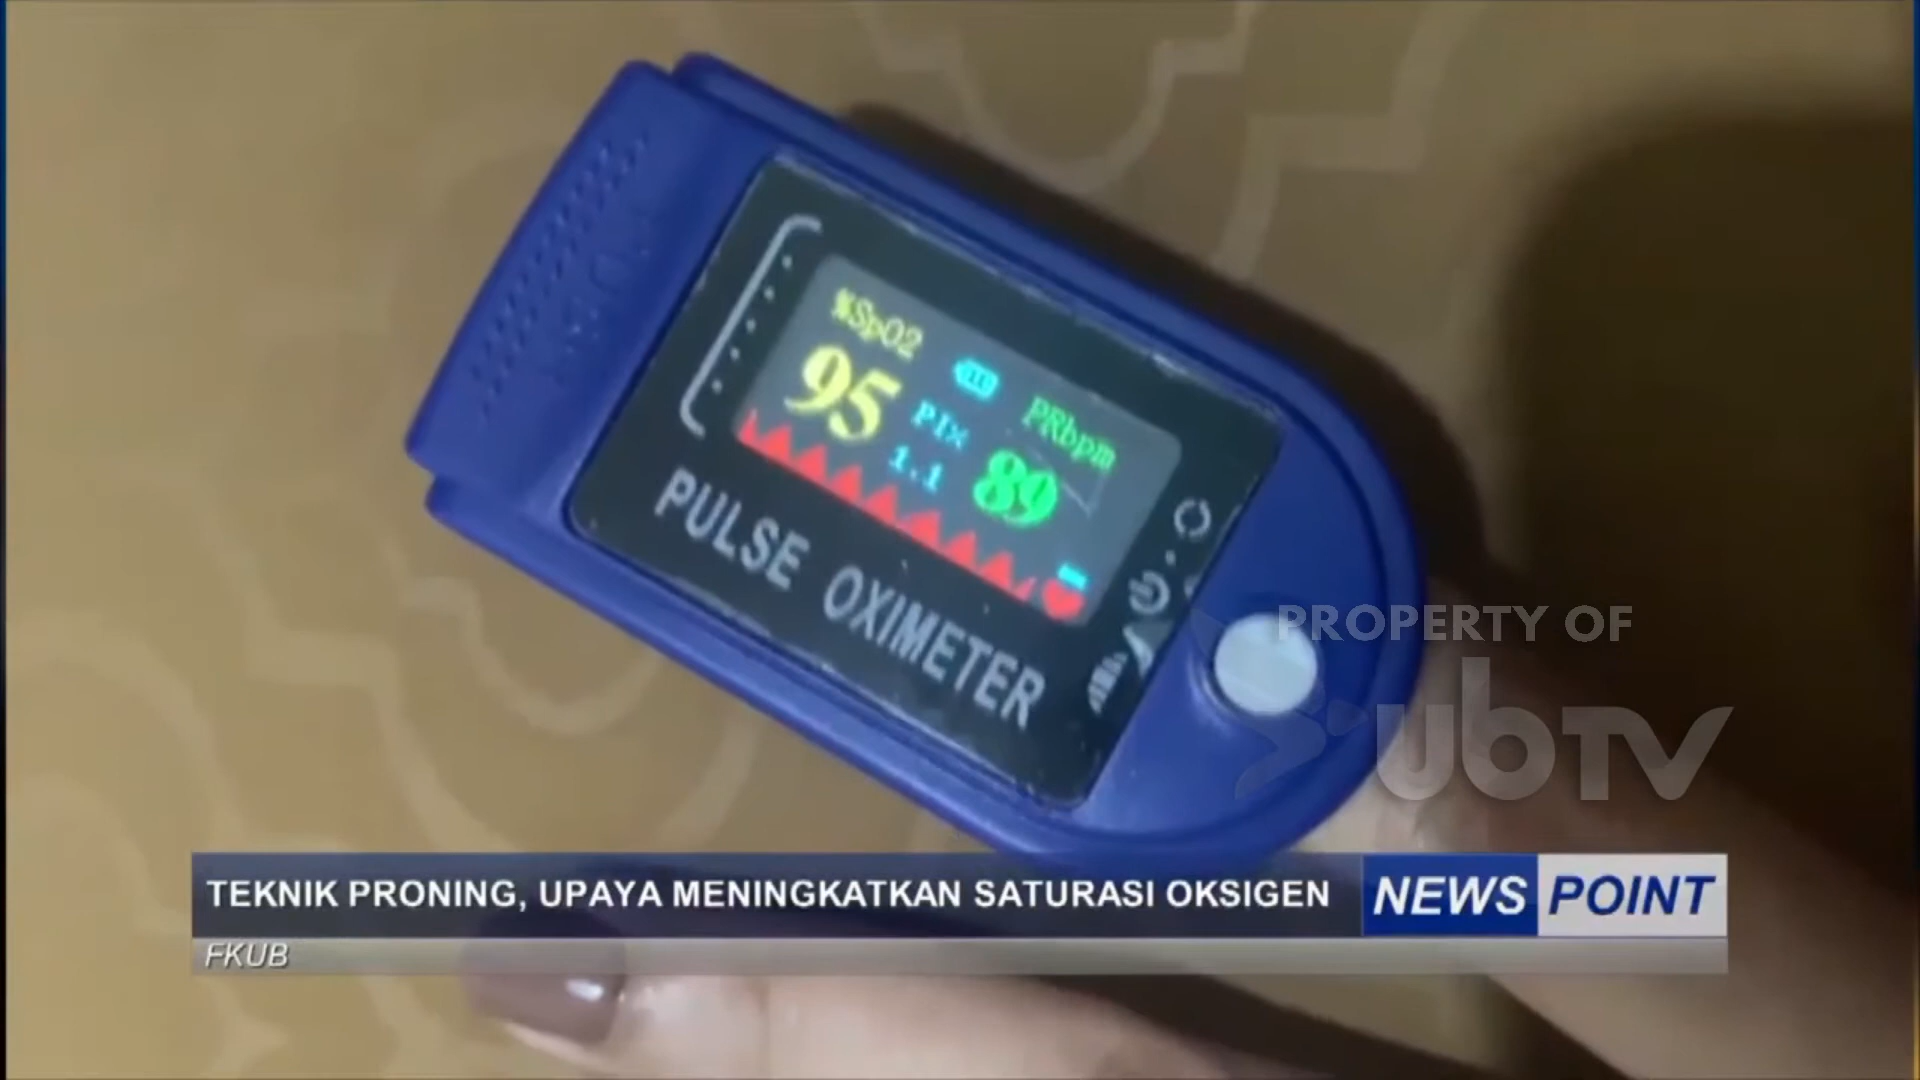 %SpO2
95
PI%
1.1
PRbpm
89
PULSE OXIMETER
PROPERTY OF
UBTV
TEKNIK PRONING, UPAYA MENINGKATKAN SATURASI OKSIGEN
NEWS POINT
FKUB